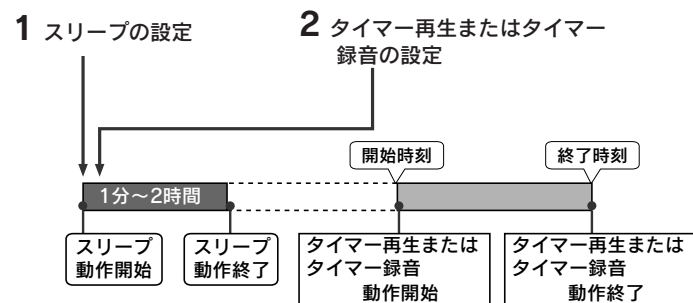 1 スリープの設定
2 タイマー再生またはタイマー
録音の設定
開始時刻
終了時刻
1分～2時間
スリープ
動作開始
スリープ
動作終了
タイマー再生または
タイマー録音
動作開始
タイマー再生または
タイマー録音
動作終了